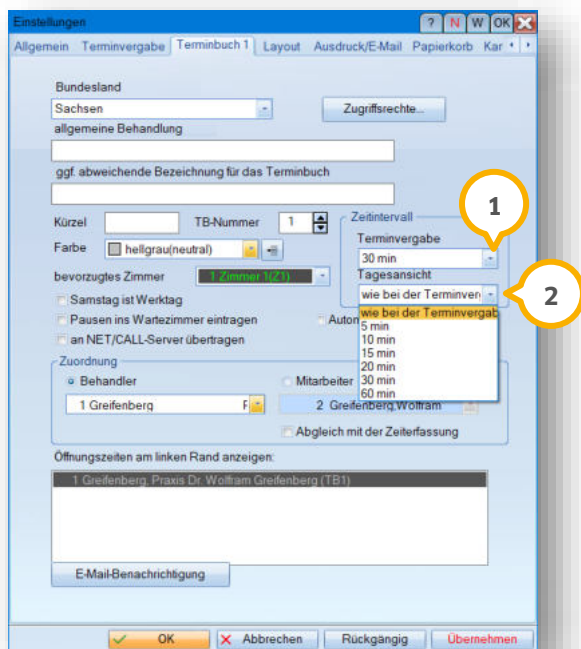 Einstellungen ? N W OK
Allgemein Terminvergabe Terminbuch 1 Layout Ausdruck/E-Mail Papierkorb Kar
Bundesland
Sachsen Zugriffsrechte...
allgemeine Behandlung
ggf. abweichende Bezeichnung für das Terminbuch
1
Kürzel TB-Nummer 1 Zeitintervall
Terminvergabe
Farbe hellgrau(neutral) 30 min
Tagesansicht
bevorzugtes Zimmer 1 Zimmer 1(Z1) wie bei der Terminver
2
Samstag ist Werktag wie bei der Terminvergab
Pausen ins Wartezimmer eintragen Autom
5 min
10 min
an NET/CALL-Server übertragen 15 min
20 min
Zuordnung
Behandler Mitarbeiter 30 min
60 min
1 Greifenberg 2 Greifenberg,Wolfram
Abgleich mit der Zeiterfassung
Öffnungszeiten am linken Rand anzeigen:
1 Greifenberg, Praxis Dr. Wolfram Greifenberg (TB1)
E-Mail-Benachrichtigung
OK Abbrechen Rückgängig Übernehmen